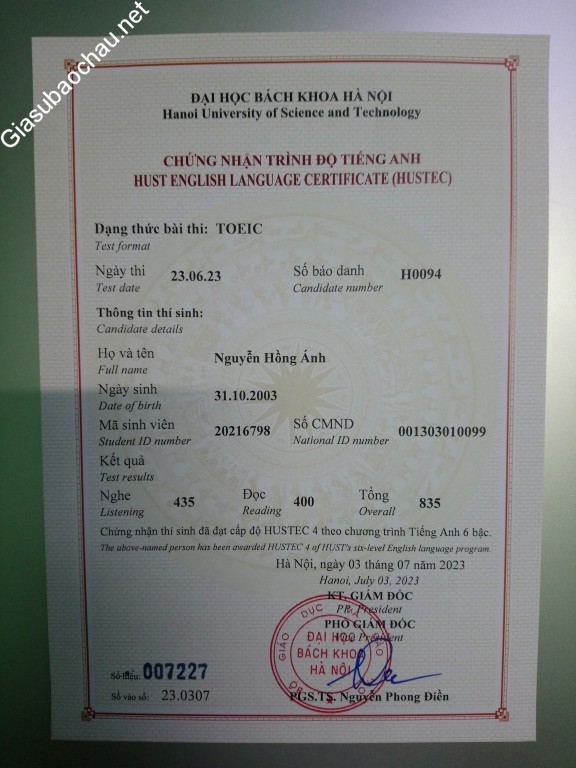 Giasubaochau.net
ĐẠI HỌC BÁCH KHOA HÀ NỘI
Hanoi University of Science and Technology
CHỨNG NHẬN TRÌNH ĐỘ TIẾNG ANH
HUST ENGLISH LANGUAGE CERTIFICATE (HUSTEC)
Dạng thức bài thi: TOEIC
Test format
Ngày thi 23.06.23 Số báo danh H0094
Test date Candidate number
Thông tin thí sinh:
Candidate details
Họ và tên Nguyễn Hồng Ánh
Full name
Ngày sinh 31.10.2003
Date of birth
Mã sinh viên 20216798 Số CMND 001303010099
Student ID number National ID number
Kết quả
Test results
Nghe 435 Đọc 400 Tổng 835
Listening Reading Overall
Chứng nhận thí sinh đã đạt cấp độ HUSTEC 4 theo chương trình Tiếng Anh 6 bậc.
The above-named person has been awarded HUSTEC 4 of HUST's six-level English language program.
Hà Nội, ngày 03 tháng 07 năm 2023
Hanoi, July 03, 2023
KT. GIÁM ĐỐC
PR. President
PHÓ GIÁM ĐỐC
Vice President
GIÁO DỤC VÀ
ĐẠI HỌC
BÁCH KHOA
HÀ NỘI
Số hiệu: 007227
Số vào sổ: 23.0307
PGS.TS. Nguyễn Phong Điền